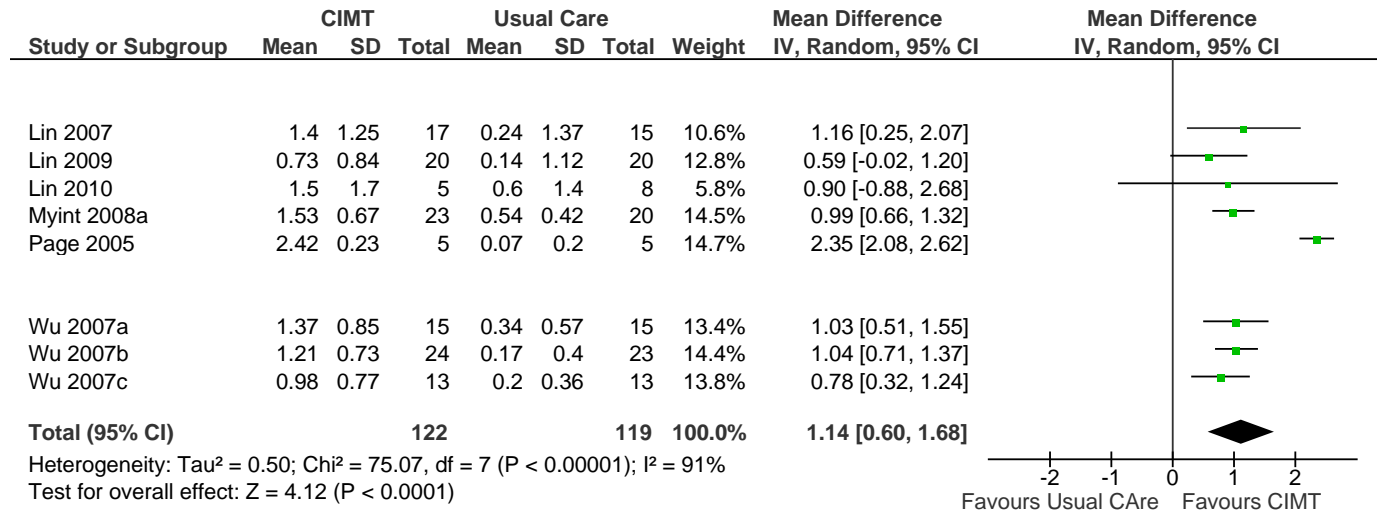 CIMT Usual Care Mean Difference Mean Difference
Study or Subgroup Mean SD Total Mean SD Total Weight IV, Random, 95% CI IV, Random, 95% CI
Lin 2007 1.4 1.25 17 0.24 1.37 15 10.6% 1.16 [0.25, 2.07]
Lin 2009 0.73 0.84 20 0.14 1.12 20 12.8% 0.59 [-0.02, 1.20]
Lin 2010 1.5 1.7 5 0.6 1.4 8 5.8% 0.90 [-0.88, 2.68]
Myint 2008a 1.53 0.67 23 0.54 0.42 20 14.5% 0.99 [0.66, 1.32]
Page 2005 2.42 0.23 5 0.07 0.2 5 14.7% 2.35 [2.08, 2.62]
Wu 2007a 1.37 0.85 15 0.34 0.57 15 13.4% 1.03 [0.51, 1.55]
Wu 2007b 1.21 0.73 24 0.17 0.4 23 14.4% 1.04 [0.71, 1.37]
Wu 2007c 0.98 0.77 13 0.2 0.36 13 13.8% 0.78 [0.32, 1.24]
Total (95% CI) 122 119 100.0% 1.14 [0.60, 1.68]
Heterogeneity: Tau² = 0.50; Chi² = 75.07, df = 7 (P < 0.00001); I² = 91%
Test for overall effect: Z = 4.12 (P < 0.0001)
-2 -1 0 1 2
Favours Usual CAre Favours CIMT